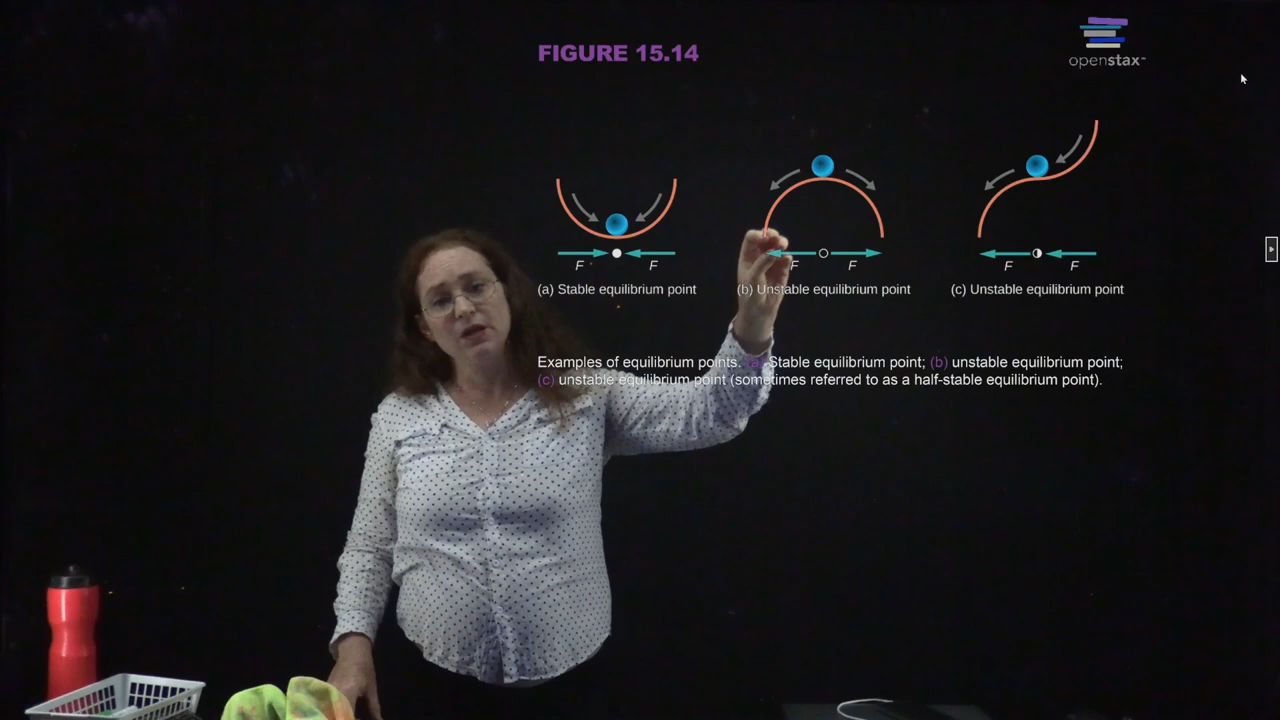 FIGURE 15.14
openstax™
F F
F F
F F
(a) Stable equilibrium point
(b) Unstable equilibrium point
(c) Unstable equilibrium point
Examples of equilibrium points. (a) Stable equilibrium point; (b) unstable equilibrium point;
(c) unstable equilibrium point (sometimes referred to as a half-stable equilibrium point).